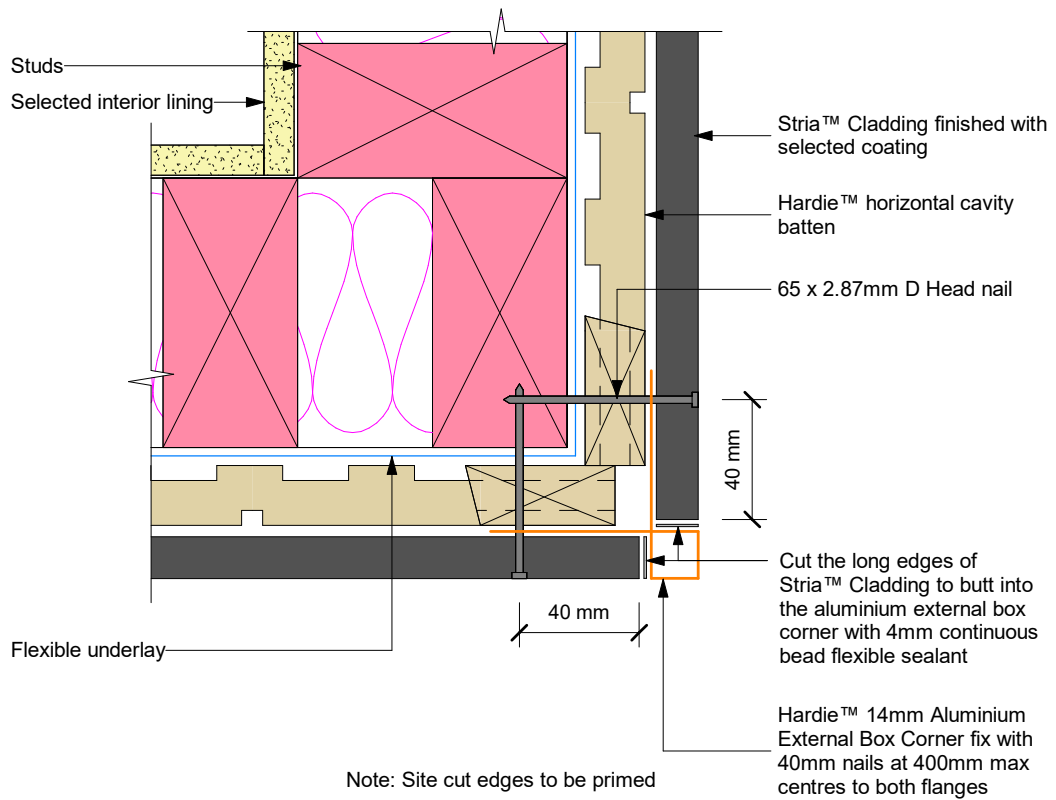 Studs
Selected interior lining
Stria™ Cladding finished with
selected coating
Hardie™ horizontal cavity
batten
65 x 2.87mm D Head nail
40 mm
40 mm
Cut the long edges of
Stria™ Cladding to butt into
the aluminium external box
corner with 4mm continuous
bead flexible sealant
Flexible underlay
Hardie™ 14mm Aluminium
External Box Corner fix with
40mm nails at 400mm max
centres to both flanges
Note: Site cut edges to be primed